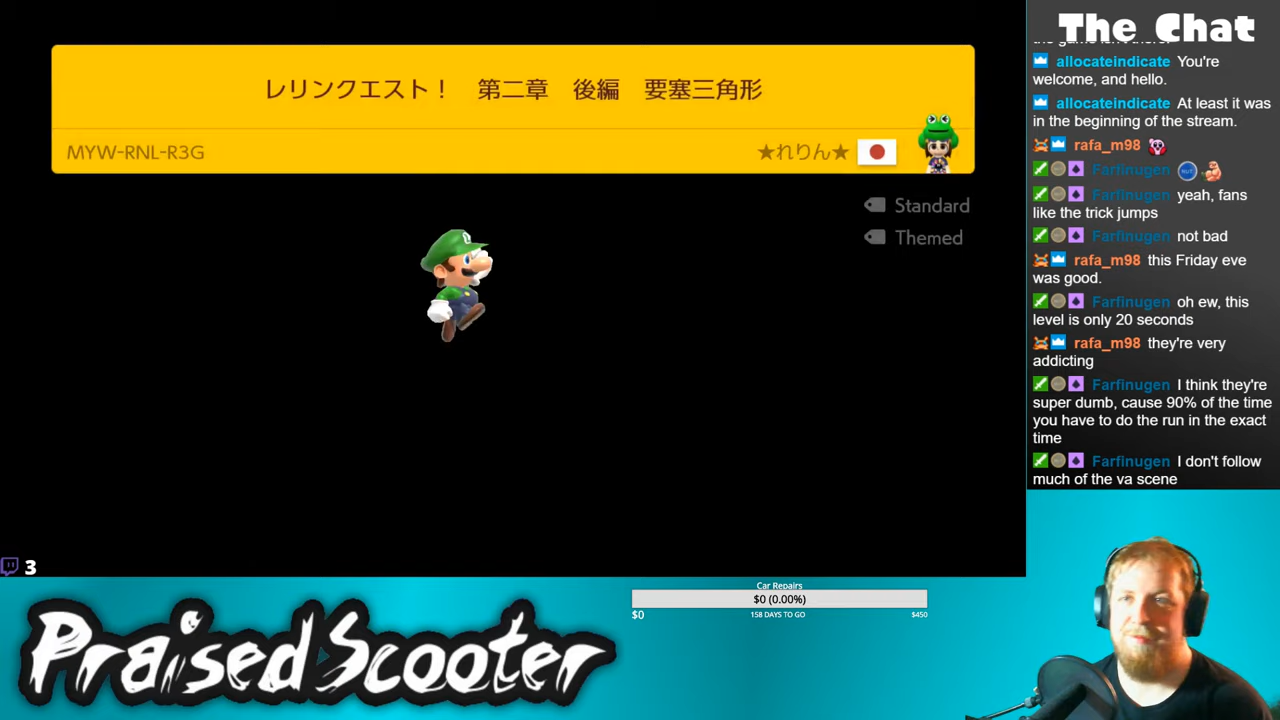 レリンクエスト！　第二章　後編　要塞三角形
MYW-RNL-R3G
★れりん★
Standard
Themed
3
PraisedScooter
Car Repairs
$0 (0.00%)
$0
158 DAYS TO GO
$450
The Chat
allocateindicate You're
welcome, and hello.
allocateindicate At least it was
in the beginning of the stream.
rafa_m98
Farfinugen
Farfinugen yeah, fans
like the trick jumps
Farfinugen not bad
rafa_m98 this Friday eve
was good.
Farfinugen oh ew, this
level is only 20 seconds
rafa_m98 they're very
addicting
Farfinugen I think they're
super dumb, cause 90% of the time
you have to do the run in the exact
time
Farfinugen I don't follow
much of the va scene